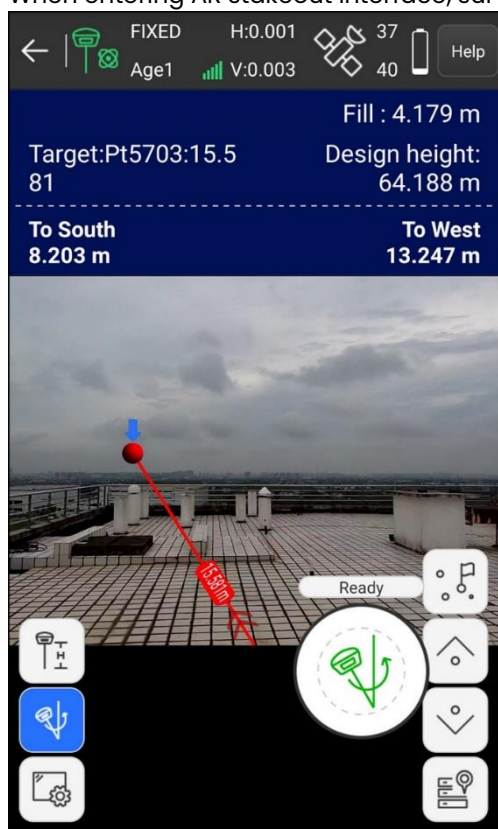 When entering AR stakeout interface,
FIXED H:0.001 37 Help
Age1 V:0.003 40
Fill : 4.179 m
Target:Pt5703:15.5 Design height:
81 64.188 m
To South To West
8.203 m 13.247 m
15.581m
Ready
H